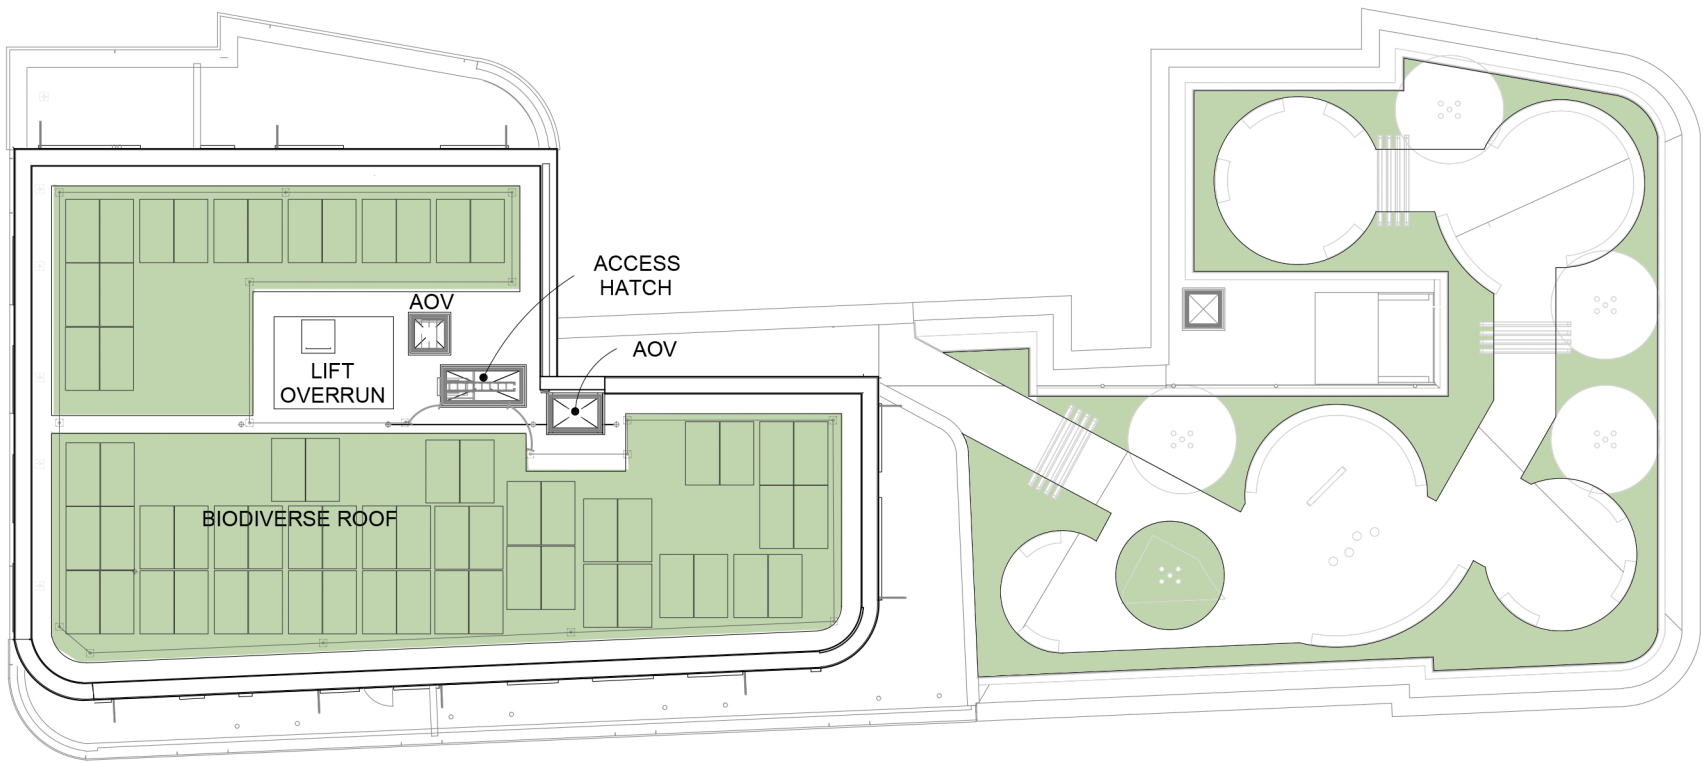 ACCESS
HATCH
AOV
AOV
LIFT
OVERRUN
BIODIVERSE ROOF